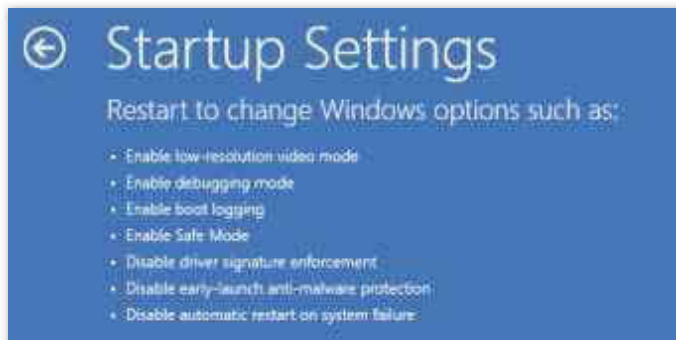 Startup Settings
Restart to change Windows options such as:
• Enable low-resolution video mode
• Enable debugging mode
• Enable boot logging
• Enable Safe Mode
• Disable driver signature enforcement
• Disable early-launch anti-malware protection
• Disable automatic restart on system failure